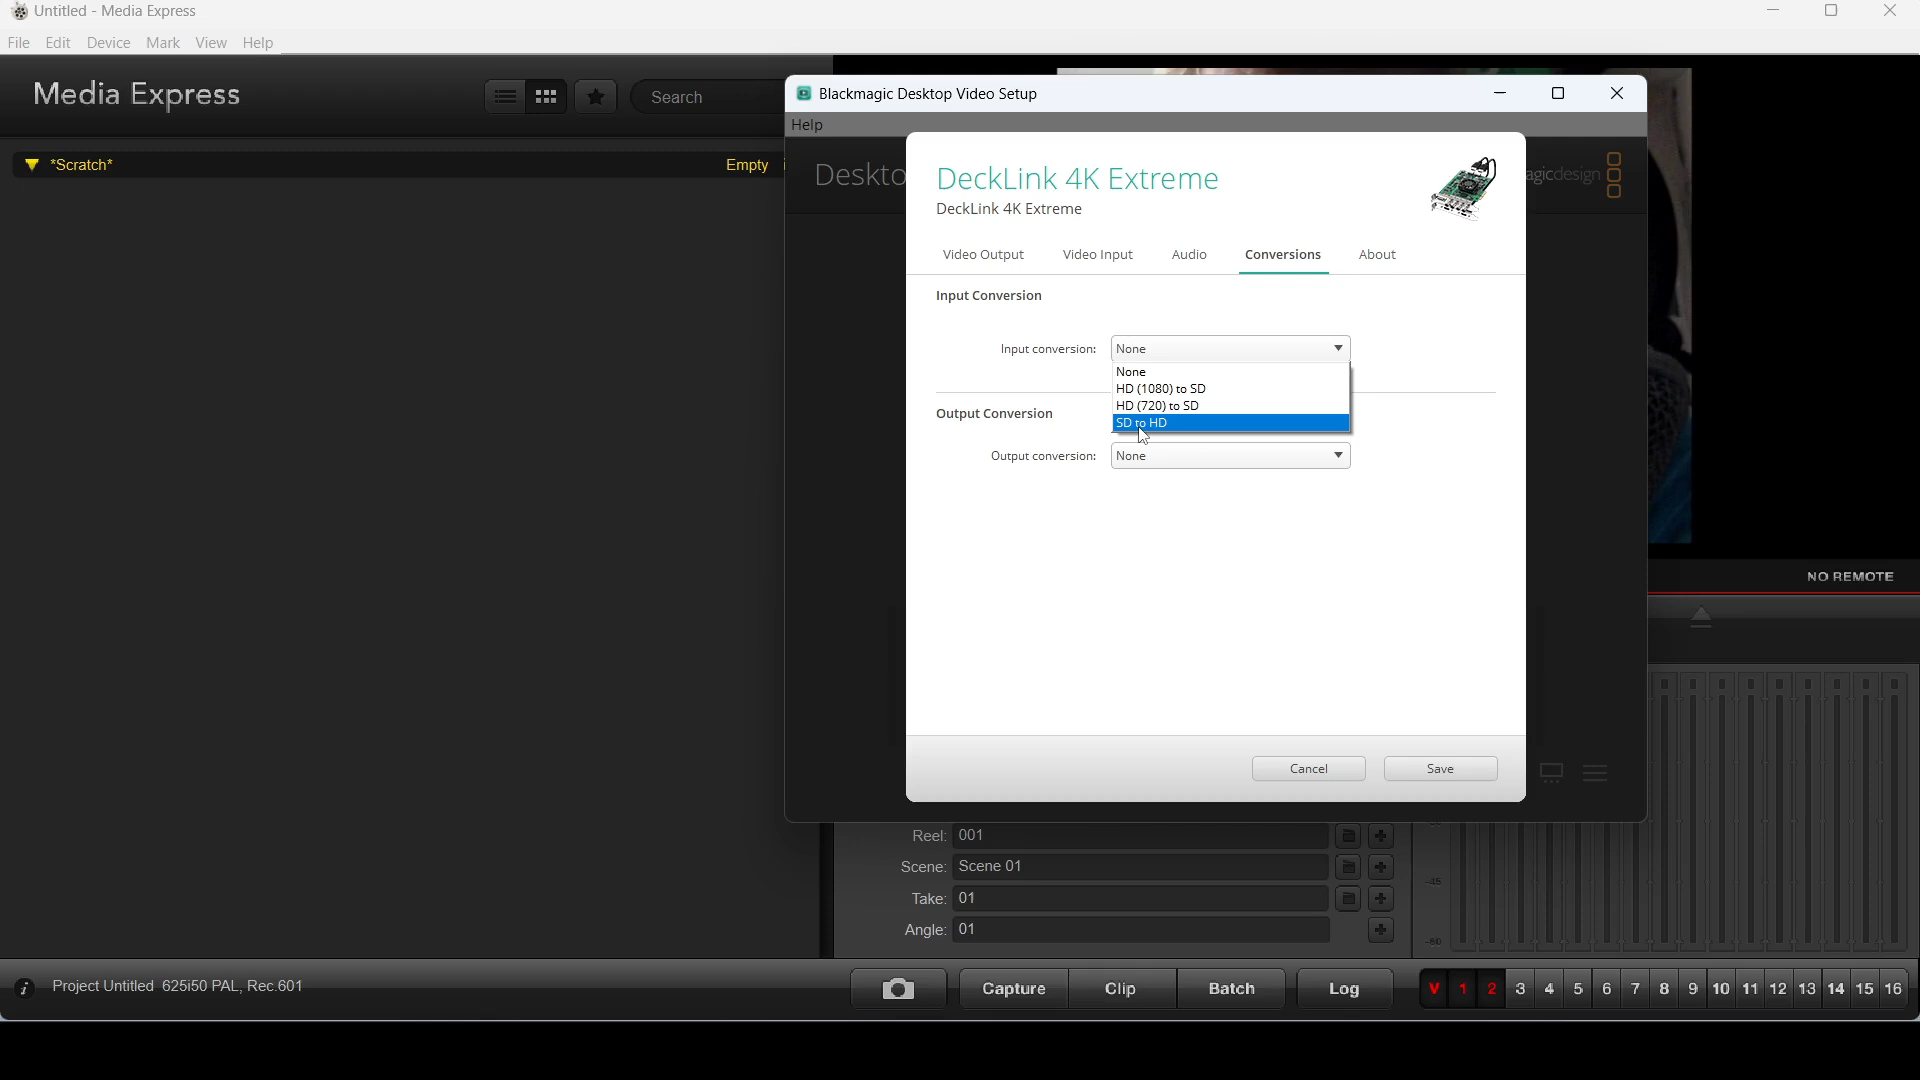 Untitled - Media Express
File Edit Device Mark View Help
Media Express
Search
*Scratch* Empty
Blackmagic Desktop Video Setup
Help
Deskto
agicdesign
DeckLink 4K Extreme
DeckLink 4K Extreme
Video Output Video Input Audio Conversions About
Input Conversion
Input conversion: None
None
HD (1080) to SD
HD (720) to SD
SD to HD
Output Conversion
Output conversion: None
Cancel Save
NO REMOTE
Reel: 001
Scene: Scene 01
Take: 01
Angle: 01
-45
-60
Project Untitled 625i50 PAL, Rec.601
Capture Clip Batch Log
V 1 2 3 4 5 6 7 8 9 10 11 12 13 14 15 16